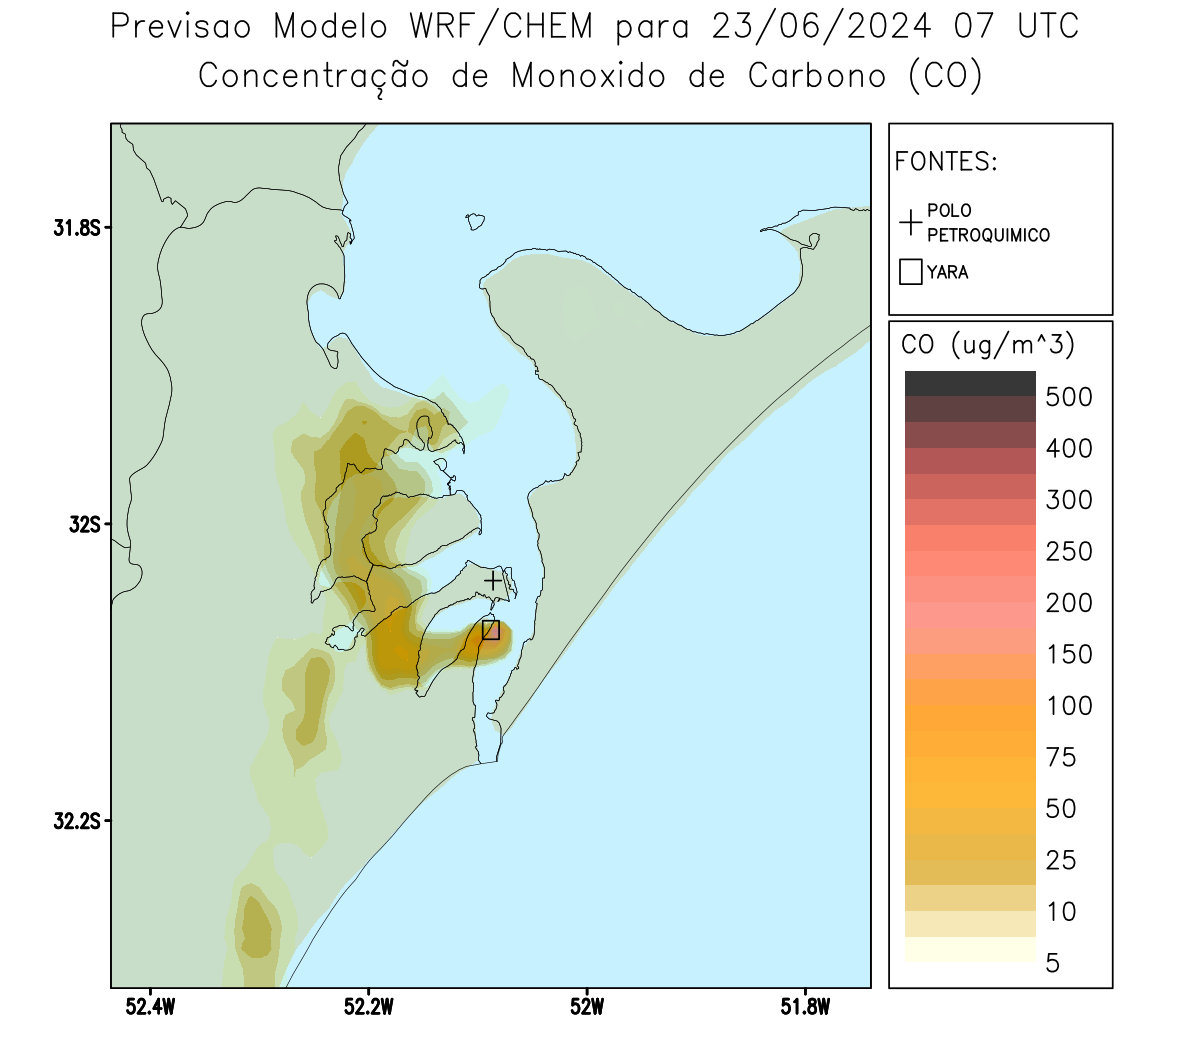 Previsao Modelo WRF/CHEM para 23/06/2024 07 UTC
Concentração de Monoxido de Carbono (CO)
FONTES:
POLO
PETROQUIMICO
YARA
CO (ug/m^3)
500
400
300
250
200
150
100
75
50
25
10
5
31.8S
32S
32.2S
52.4W
52.2W
52W
51.8W